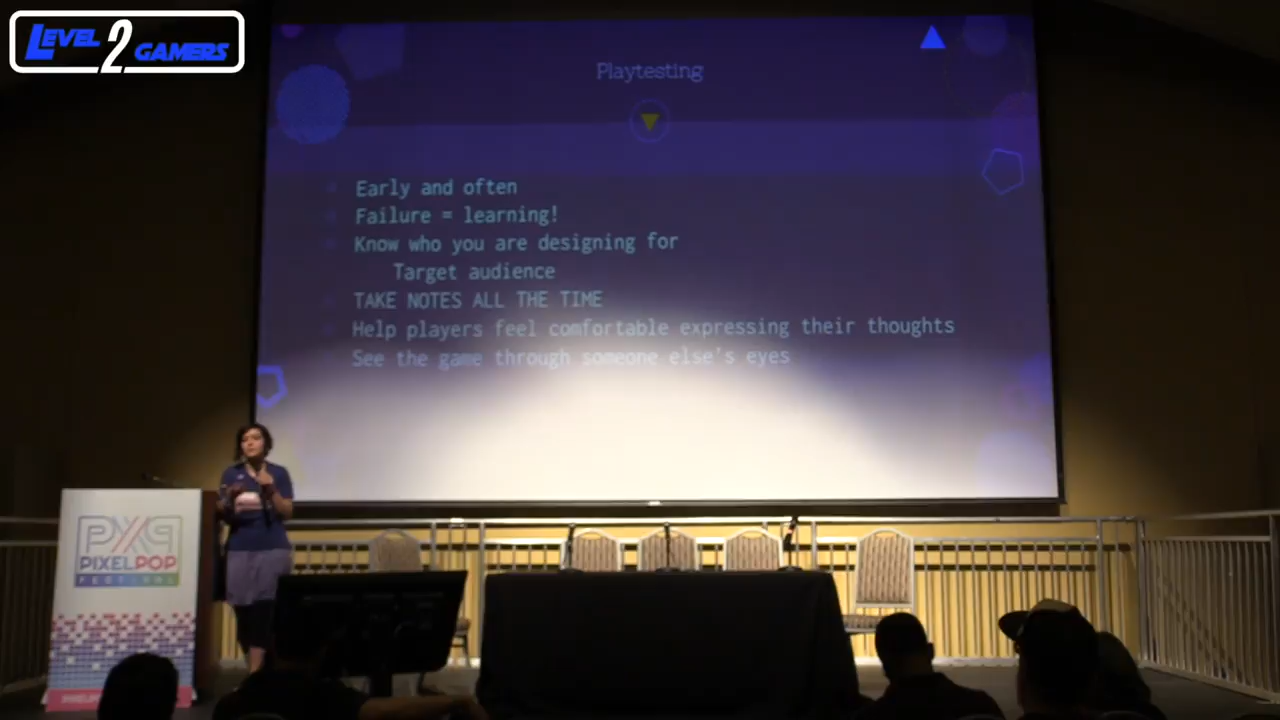 LEVEL 2 GAMERS
Playtesting
Early and often
Failure = learning!
Know who you are designing for
Target audience
TAKE NOTES ALL THE TIME
Help players feel comfortable expressing their thoughts
See the game through someone else's eyes
PXP
PIXELPOP
FESTIVAL